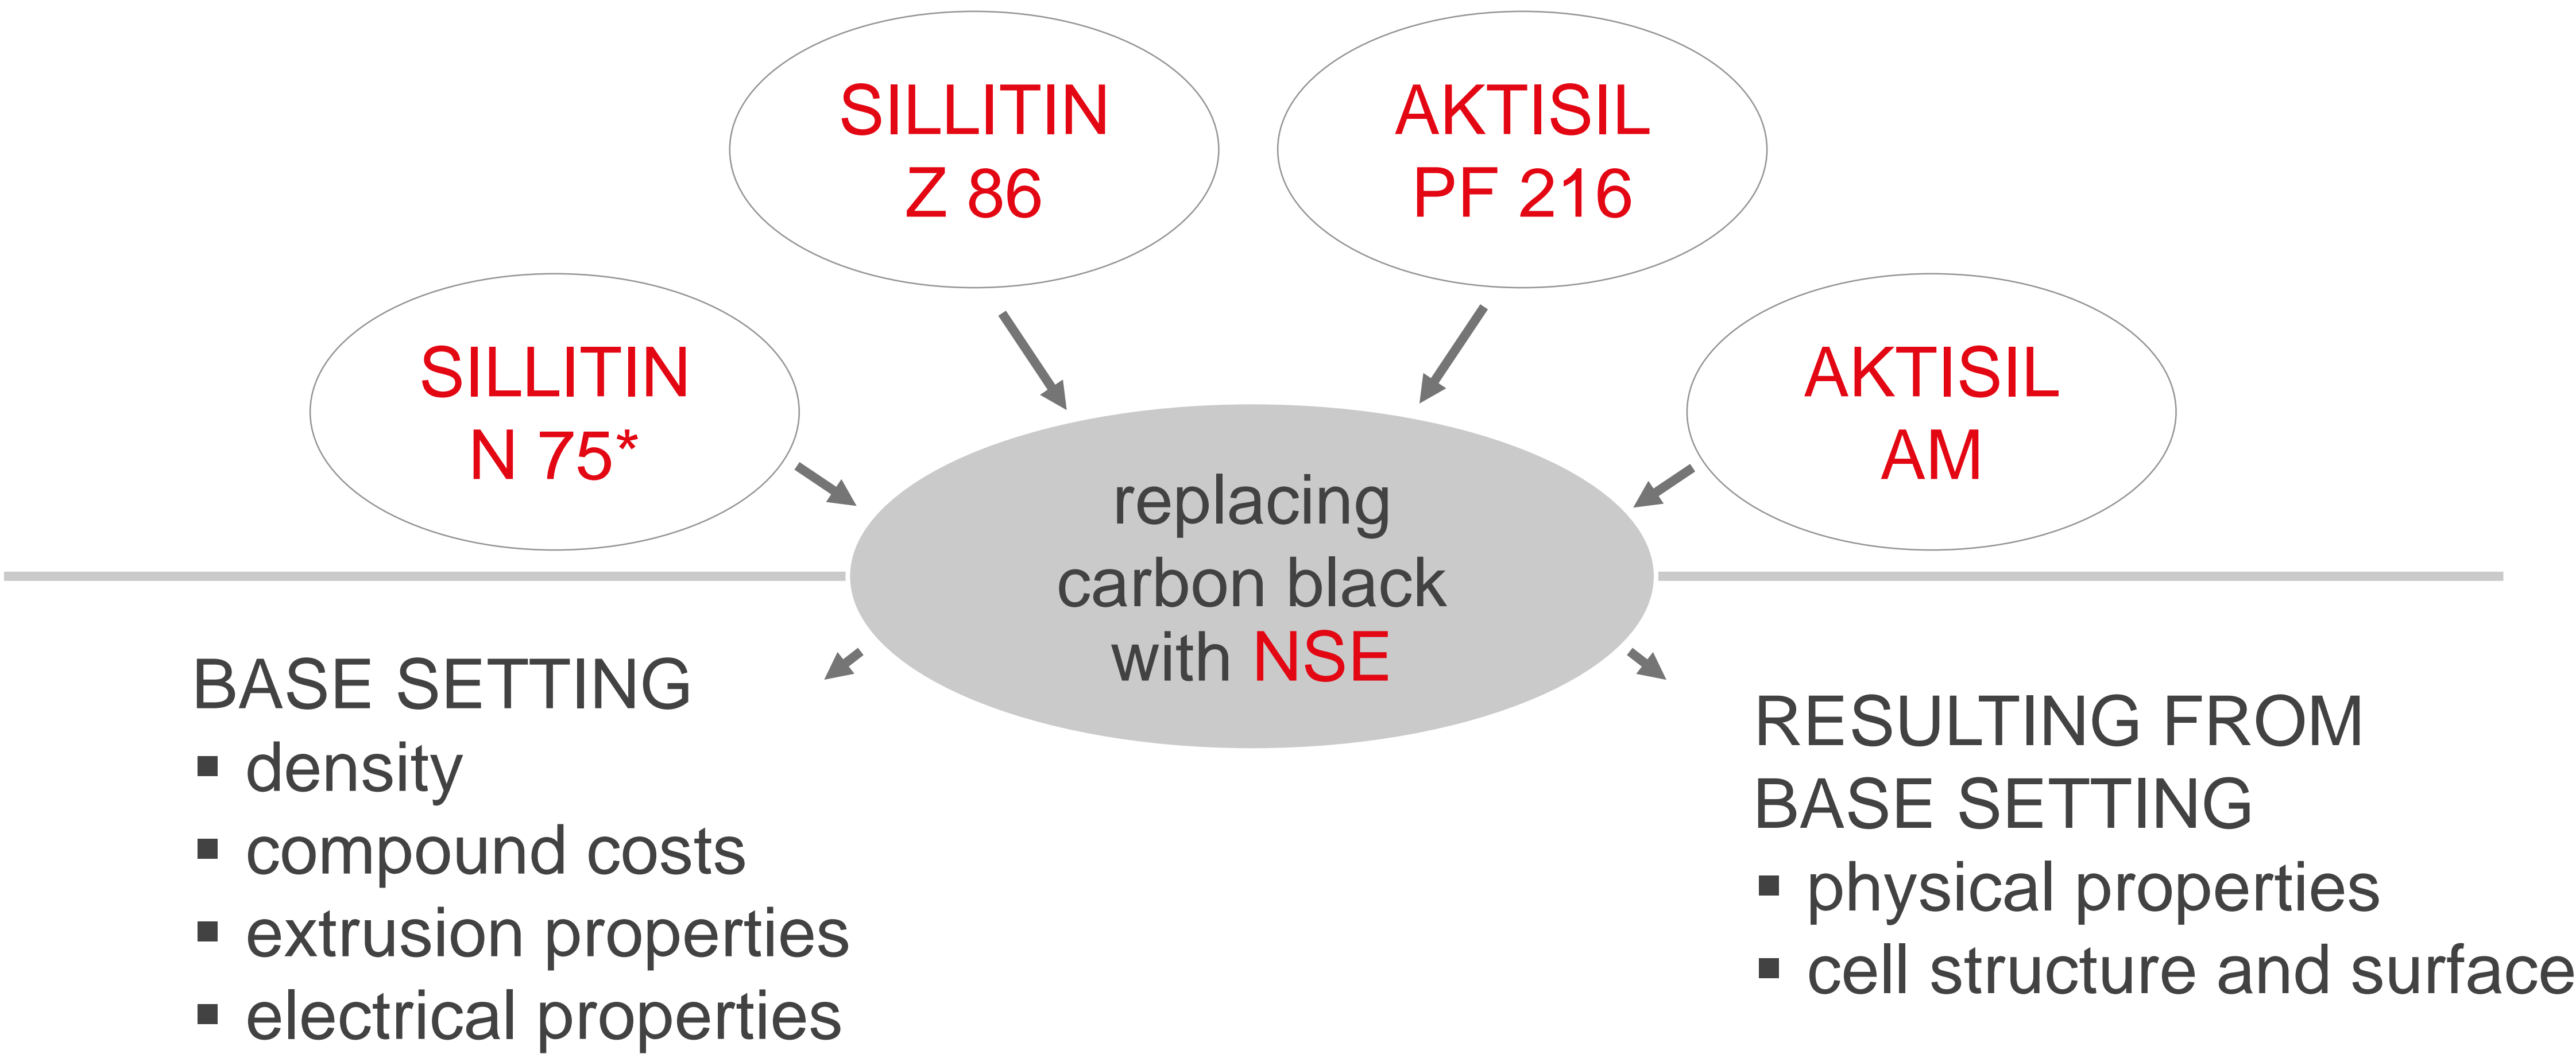 SILLITIN
Z 86
AKTISIL
PF 216
SILLITIN
N 75*
AKTISIL
AM
replacing
carbon black
with NSE
BASE SETTING
▪ density
▪ compound costs
▪ extrusion properties
▪ electrical properties
RESULTING FROM
BASE SETTING
▪ physical properties
▪ cell structure and surface